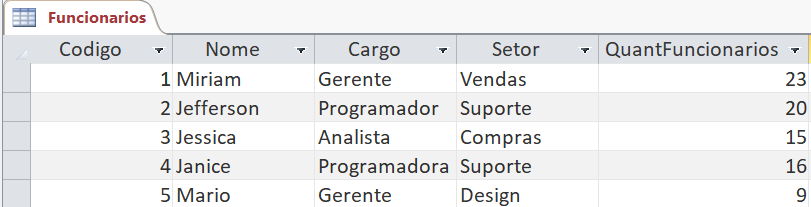 Funcionarios
Codigo Nome Cargo Setor QuantFuncionarios
1 Miriam Gerente Vendas 23
2 Jefferson Programador Suporte 20
3 Jessica Analista Compras 15
4 Janice Programadora Suporte 16
5 Mario Gerente Design 9